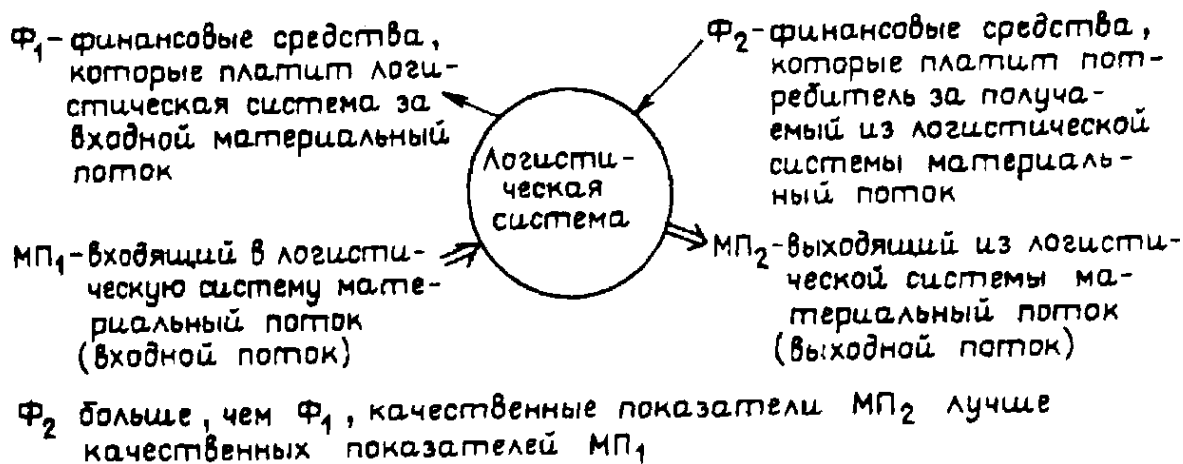 Ф₁-финансовые средства,
которые платит логи-
стическая система за
входной материальный
поток
Ф₂-финансовые средства,
которые платит пот-
ребитель за получа-
емый из логистической
системы материаль-
ный поток
Логисти-
ческая
система
МП₁-входящий в логисти-
ческую систему мате-
риальный поток
(входной поток)
МП₂-выходящий из логисти-
ческой системы ма-
териальный поток
(выходной поток)
Ф₂ больше, чем Ф₁, качественные показатели МП₂ лучше
качественных показателей МП₁